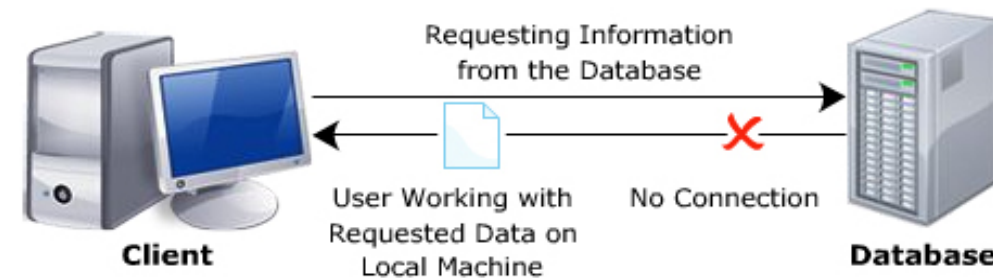 Requesting Information
from the Database
User Working with
Requested Data on
Local Machine
No Connection
Client
Database